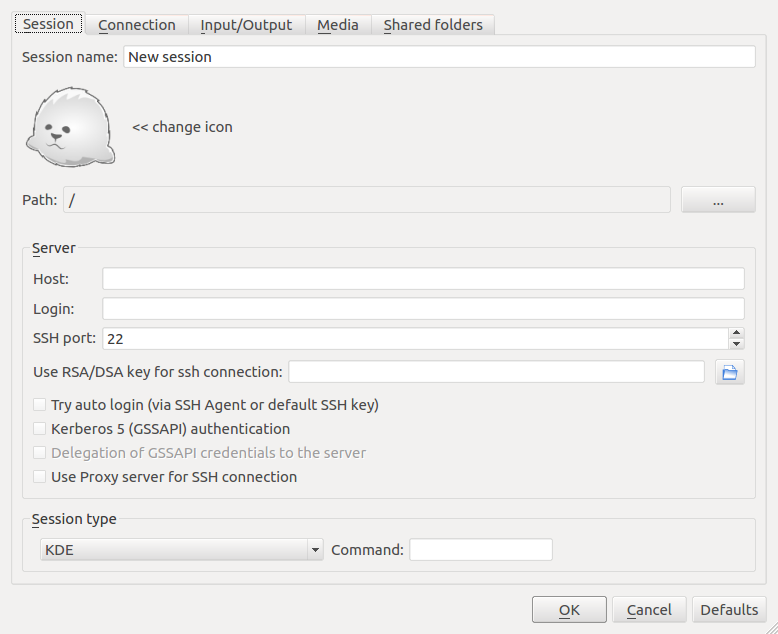 Session Connection Input/Output Media Shared folders
Session name: New session
<< change icon
Path: / ...
Server
Host:
Login:
SSH port: 22
Use RSA/DSA key for ssh connection:
Try auto login (via SSH Agent or default SSH key)
Kerberos 5 (GSSAPI) authentication
Delegation of GSSAPI credentials to the server
Use Proxy server for SSH connection
Session type
KDE Command:
OK Cancel Defaults